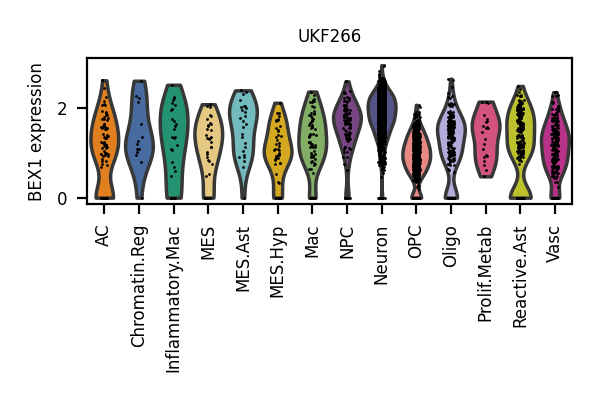 UKF266
BEX1 expression
2
0
AC
Chromatin.Reg
Inflammatory.Mac
MES
MES.Ast
MES.Hyp
Mac
NPC
Neuron
OPC
Oligo
Prolif.Metab
Reactive.Ast
Vasc